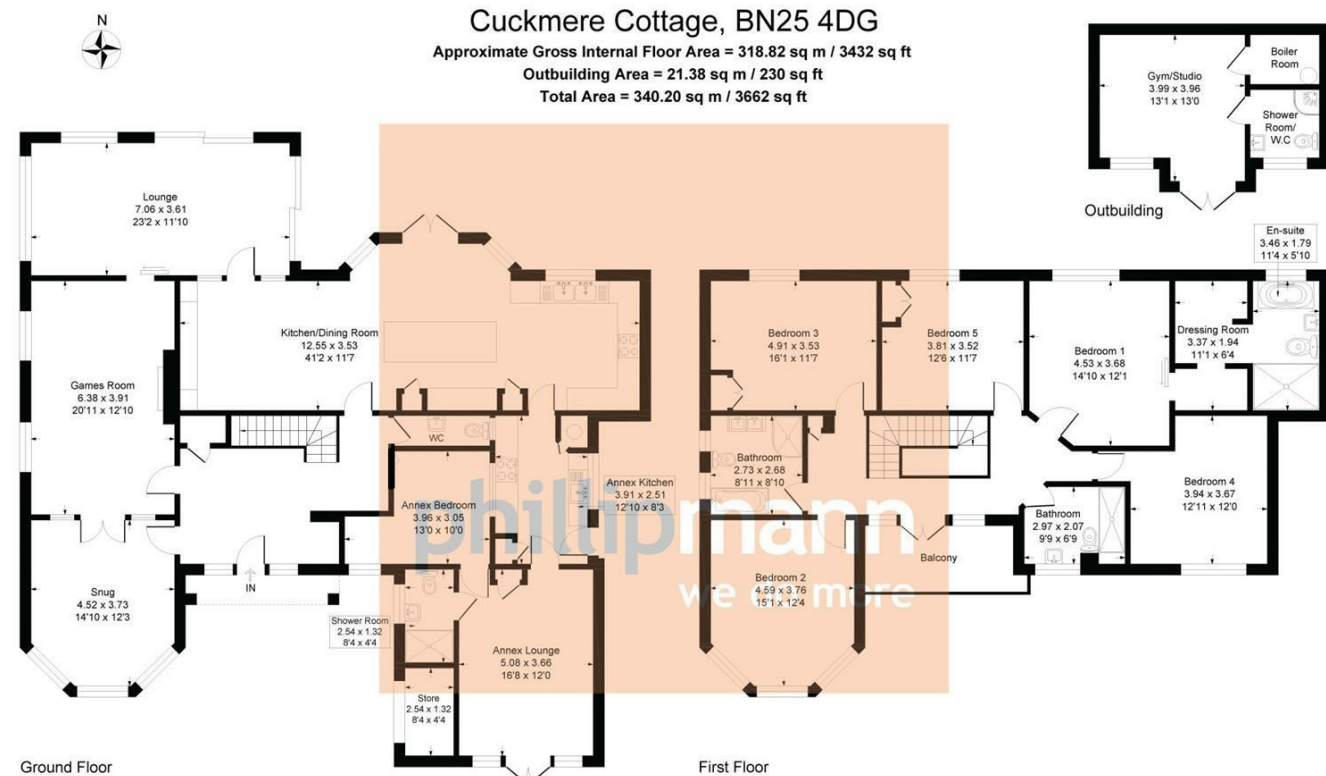 Cuckmere Cottage, BN25 4DG
Approximate Gross Internal Floor Area = 318.82 sq m / 3432 sq ft
Outbuilding Area = 21.38 sq m / 230 sq ft
Total Area = 340.20 sq m / 3662 sq ft
N
Gym/Studio
3.99 x 3.96
13'1 x 13'0
Boiler
Room
Shower
Room/
W.C
Outbuilding
Lounge
7.06 x 3.61
23'2 x 11'10
Kitchen/Dining Room
12.55 x 3.53
41'2 x 11'7
Games Room
6.38 x 3.91
20'11 x 12'10
WC
Annex Bedroom
3.96 x 3.05
13'0 x 10'0
Annex Kitchen
3.91 x 2.51
12'10 x 8'3
Snug
4.52 x 3.73
14'10 x 12'3
IN
Shower Room
2.54 x 1.32
8'4 x 4'4
Annex Lounge
5.08 x 3.66
16'8 x 12'0
Store
2.54 x 1.32
8'4 x 4'4
Ground Floor
En-suite
3.46 x 1.79
11'4 x 5'10
Bedroom 3
4.91 x 3.53
16'1 x 11'7
Bedroom 5
3.81 x 3.52
12'6 x 11'7
Bedroom 1
4.53 x 3.68
14'10 x 12'1
Dressing Room
3.37 x 1.94
11'1 x 6'4
Bathroom
2.73 x 2.68
8'11 x 8'10
Bedroom 4
3.94 x 3.67
12'11 x 12'0
Bathroom
2.97 x 2.07
9'9 x 6'9
Balcony
Bedroom 2
4.59 x 3.76
15'1 x 12'4
First Floor
phillipmann
we do more